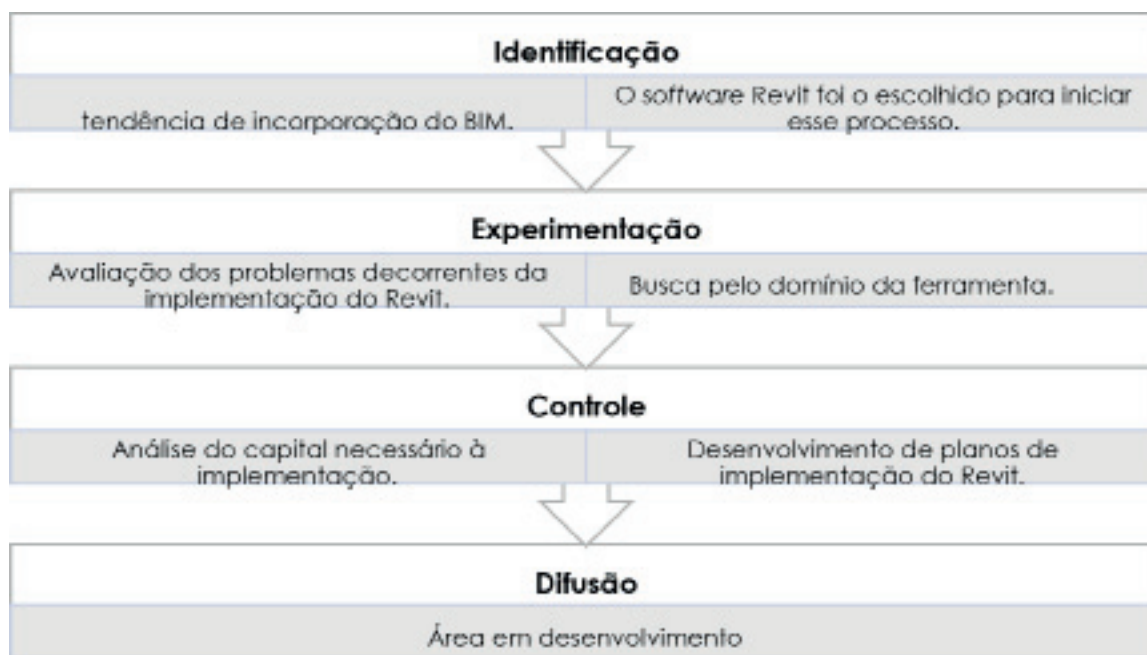 Identificação
tendência de incorporação do BIM.
O software Revit foi o escolhido para iniciar
esse processo.
Experimentação
Avaliação dos problemas decorrentes da
implementação do Revit.
Busca pelo domínio da ferramenta.
Controle
Análise do capital necessário à
implementação.
Desenvolvimento de planos de
implementação do Revit.
Difusão
Área em desenvolvimento